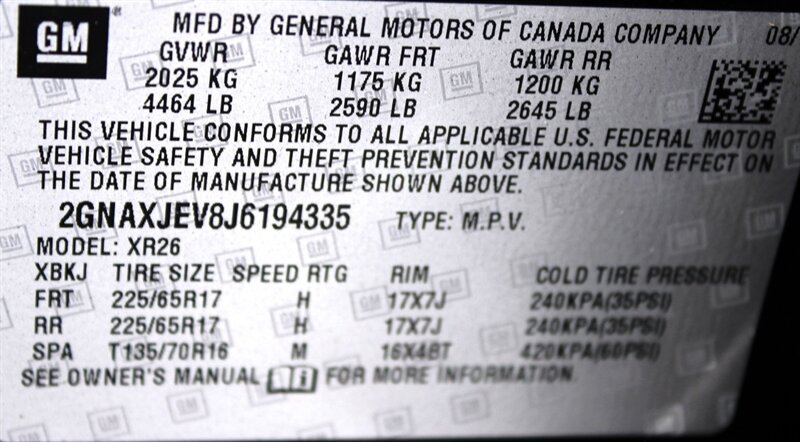 GM MFD BY GENERAL MOTORS OF CANADA COMPANY 08/
GVWR GAWR FRT GAWR RR
2025 KG 1175 KG 1200 KG
4464 LB 2590 LB 2645 LB
THIS VEHICLE CONFORMS TO ALL APPLICABLE U.S. FEDERAL MOTOR
VEHICLE SAFETY AND THEFT PREVENTION STANDARDS IN EFFECT ON
THE DATE OF MANUFACTURE SHOWN ABOVE.
2GNAXJEV8J6194335 TYPE: M.P.V.
MODEL: XR26
XBKJ TIRE SIZE SPEED RTG RIM COLD TIRE PRESSURE
FRT 225/65R17 H 17X7J 240KPA(35PSI)
RR 225/65R17 H 17X7J 240KPA(35PSI)
SPA T135/70R16 M 16X4BT 420KPA(60PSI)
SEE OWNER'S MANUAL FOR MORE INFORMATION